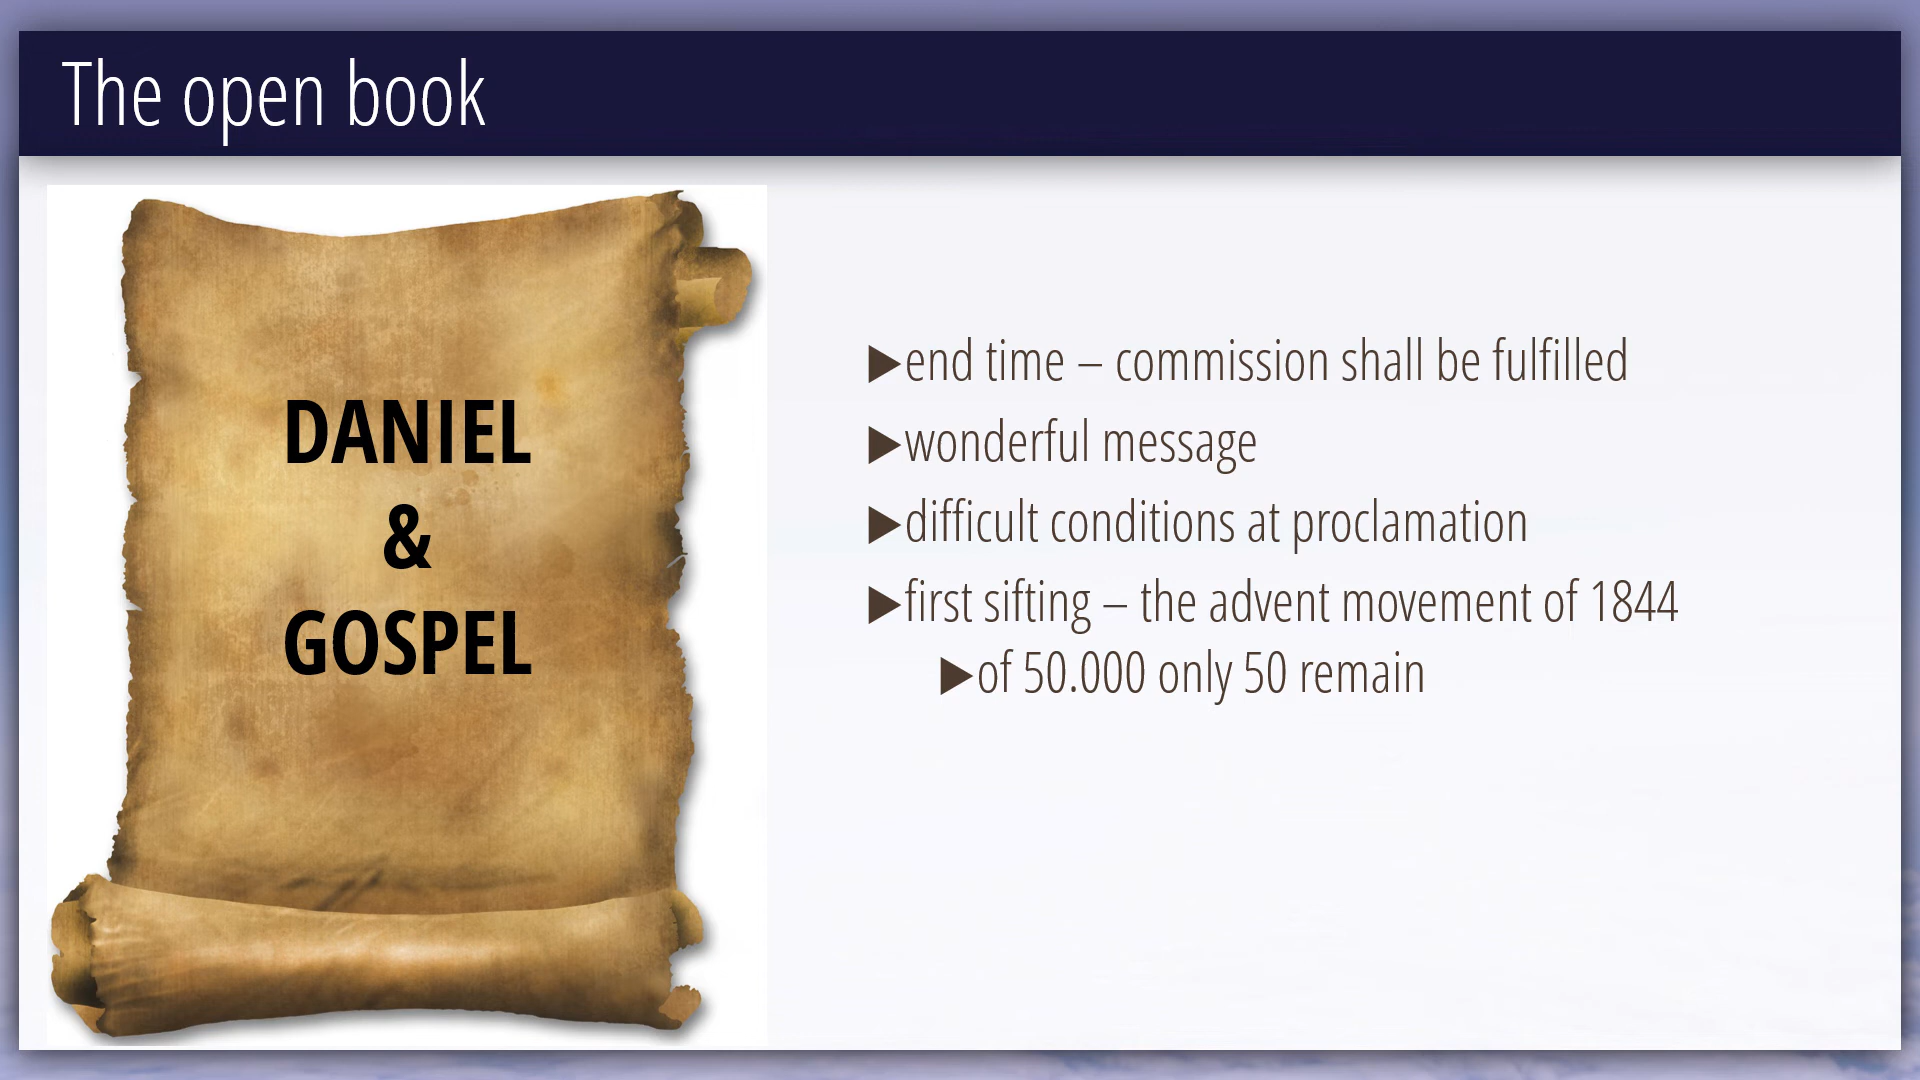 The open book
DANIEL
&
GOSPEL
▶end time – commission shall be fulfilled
▶wonderful message
▶difficult conditions at proclamation
▶first sifting – the advent movement of 1844
▶of 50.000 only 50 remain